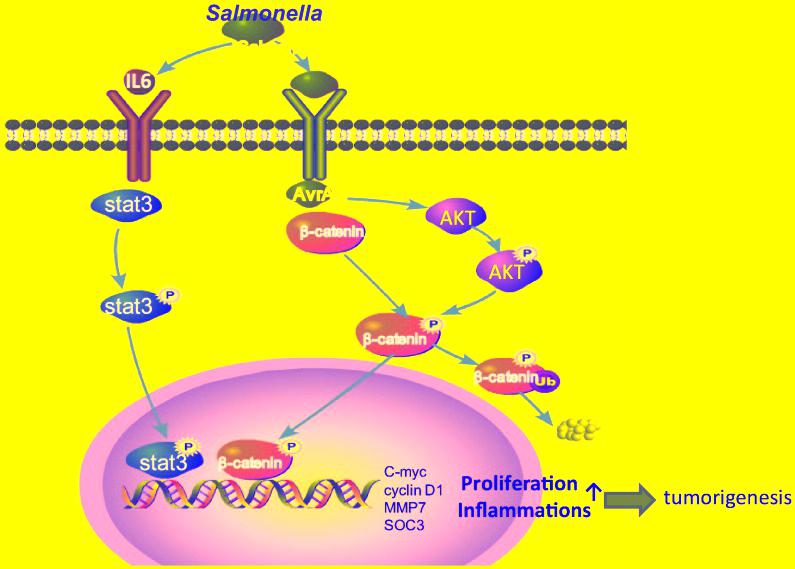 Salmonella
IL6
AvrA
stat3
β-catenin
AKT
P
AKT
P
stat3
P
β-catenin
P
β-catenin
Ub
P
stat3
P
β-catenin
C-myc
cyclin D1
MMP7
SOC3
Proliferation
Inflammations
tumorigenesis